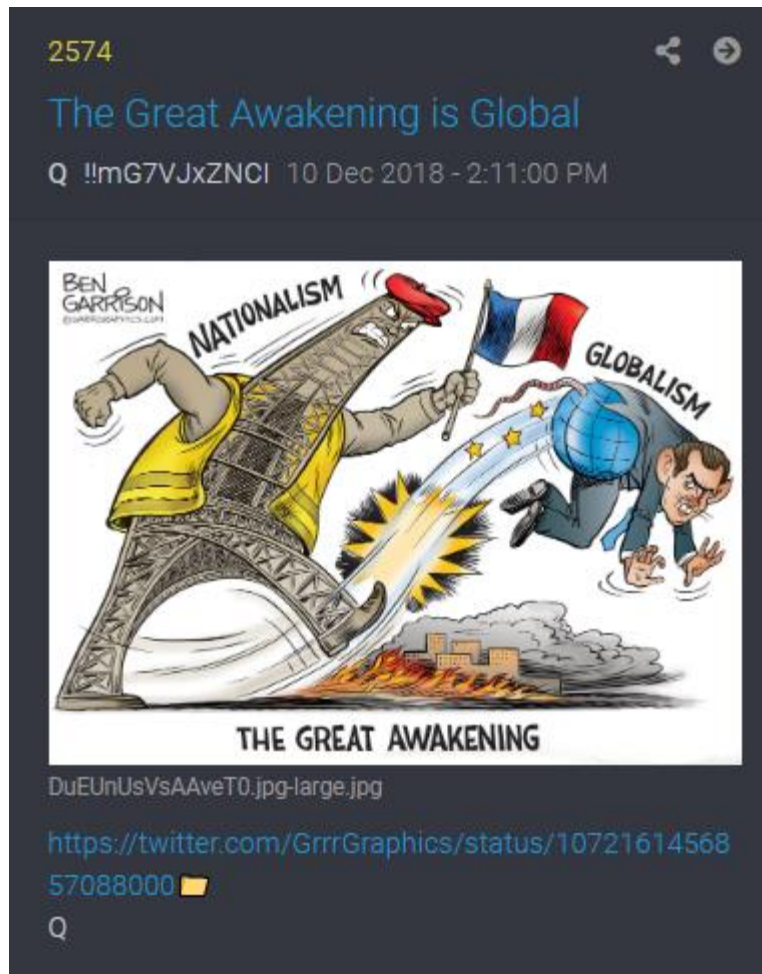 2574
The Great Awakening is Global
Q !!mG7VJxZNCI 10 Dec 2018 - 2:11:00 PM
BEN
GARRISON
NATIONALISM
GLOBALISM
THE GREAT AWAKENING
DuEUnUsVsAAveT0.jpg-large.jpg
https://twitter.com/GrrrGraphics/status/10721614568
57088000
Q